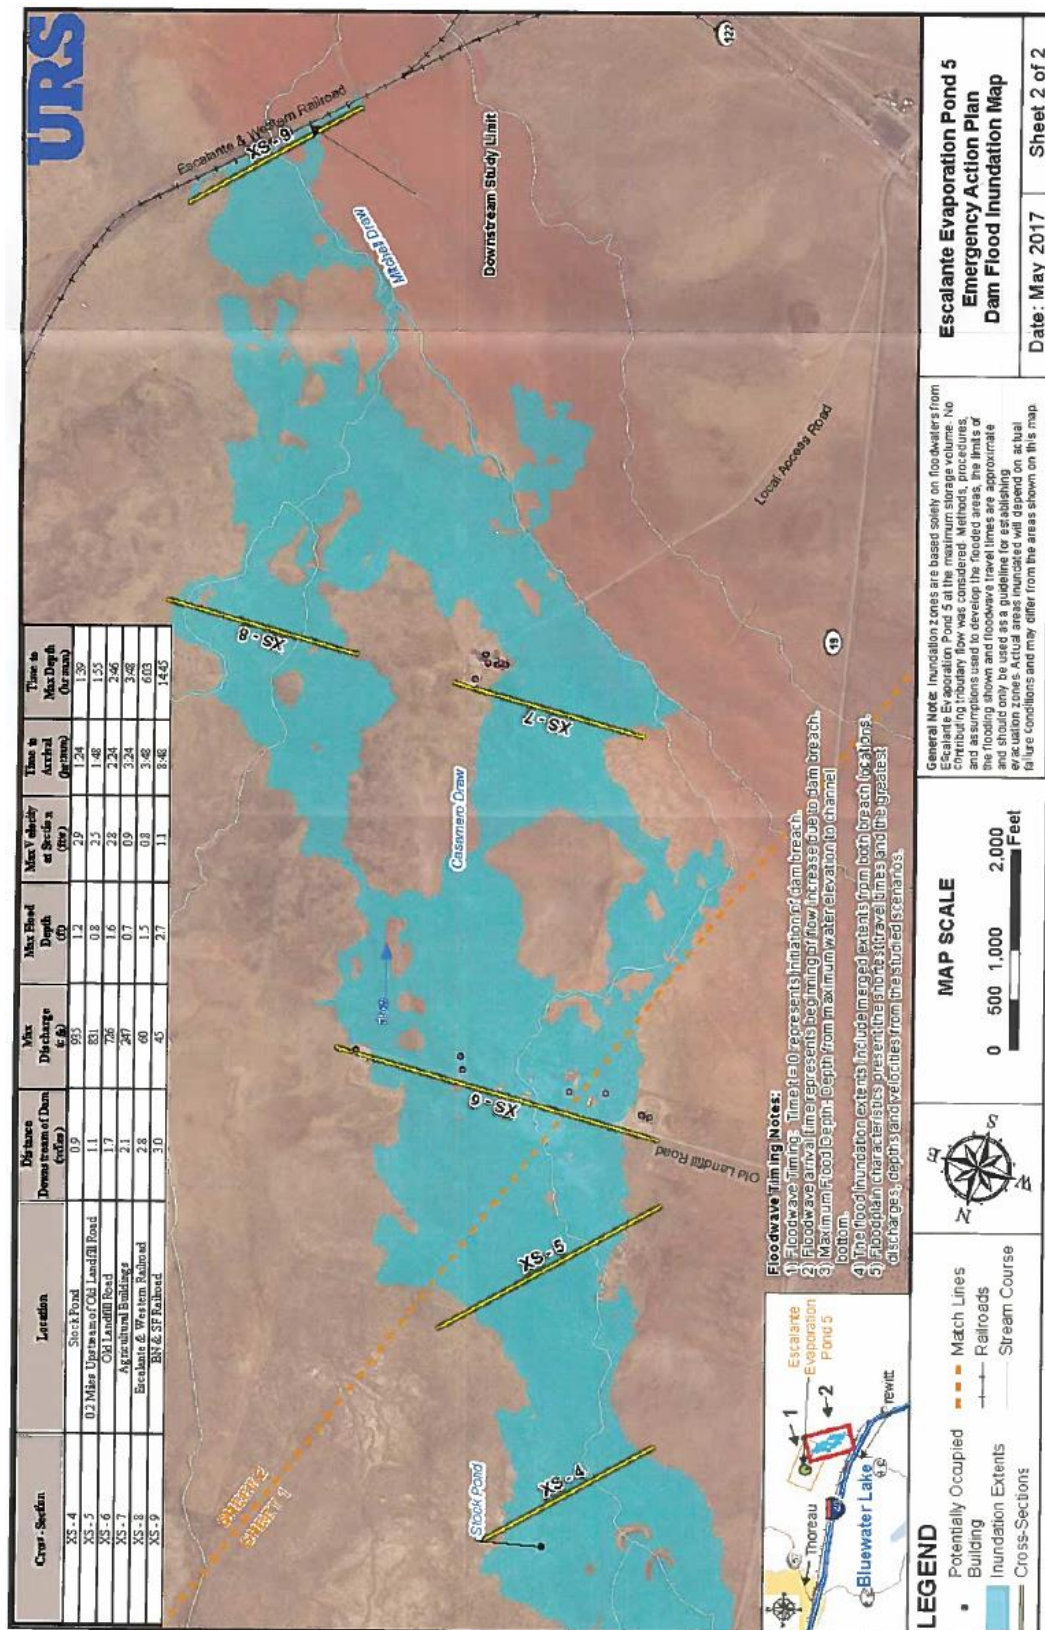 URS
Cross - Section Location Distance Downstream of Dam (miles) Max Discharge (cfs) Max Flood Depth (ft) Max Velocity at Section (ft/s) Time to Arrival (hr:min) Time to Max Depth (hr:min)
XS - 4 Stock Pond 0.9 935 1.2 2.9 1:24 1:39
XS - 5 0.2 Miles Upstream of Old Landfill Road 1.1 831 0.8 2.5 1:48 1:55
XS - 6 Old Landfill Road 1.7 726 1.6 2.8 2:24 2:46
XS - 7 Agricultural Buildings 2.1 247 0.7 0.9 3:24 3:48
XS - 8 Escalante & Western Railroad 2.8 60 1.5 0.8 3:48 6:03
XS - 9 BN & SF Railroad 3.0 45 2.7 1.1 8:48 14:45
SHEET 2
SHEET 1
Stock Pond
XS - 4
XS - 5
XS - 6
Old Landfill Road
Flow
Casamero Draw
XS - 7
XS - 8
Local Access Road
19
Mitchell Draw
Downstream Study Limit
XS - 9
Escalante & Western Railroad
122
Floodwave Timing Notes:
1) Floodwave Timing: Time t=0 represents initiation of dam breach.
2) Floodwave arrival time represents beginning of flow increase due to dam breach.
3) Maximum Flood Depth: Depth from maximum water elevation to channel
bottom.
4) The flood inundation extents include merged extents from both breach locations.
5) Floodplain characteristics present the shortest travel times and the greatest
discharges, depths and velocities from the studied scenarios.
Thoreau
Bluewater Lake
Escalante
Evaporation
Pond 5
1
2
40
rewitt
LEGEND
Potentially Occupied
Building
Inundation Extents
Cross-Sections
Match Lines
Railroads
Stream Course
N
E
S
W
MAP SCALE
0 500 1,000 2,000
Feet
General Note: Inundation zones are based solely on floodwaters from
Escalante Evaporation Pond 5 at the maximum storage volume. No
contributing tributary flow was considered. Methods, procedures,
and assumptions used to develop the flooded areas, the limits of
the flooding shown and floodwave travel times are approximate
and should only be used as a guideline for establishing
evacuation zones. Actual areas inundated will depend on actual
failure conditions and may differ from the areas shown on this map.
Escalante Evaporation Pond 5
Emergency Action Plan
Dam Flood Inundation Map
Date: May 2017
Sheet 2 of 2